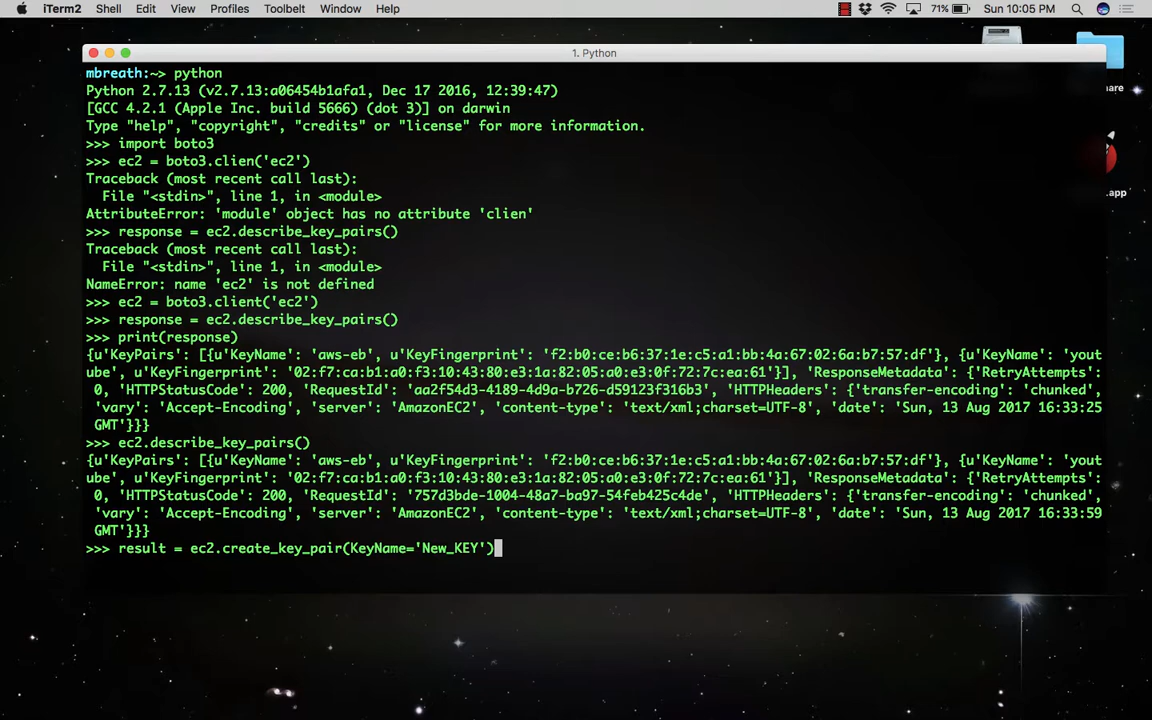 iTerm2 Shell Edit View Profiles Toolbelt Window Help 71% Sun 10:05 PM
1. Python
mbreath:~> python
Python 2.7.13 (v2.7.13:a06454b1afa1, Dec 17 2016, 12:39:47)
[GCC 4.2.1 (Apple Inc. build 5666) (dot 3)] on darwin
Type "help", "copyright", "credits" or "license" for more information.
>>> import boto3
>>> ec2 = boto3.clien('ec2')
Traceback (most recent call last):
  File "<stdin>", line 1, in <module>
AttributeError: 'module' object has no attribute 'clien'
>>> response = ec2.describe_key_pairs()
Traceback (most recent call last):
  File "<stdin>", line 1, in <module>
NameError: name 'ec2' is not defined
>>> ec2 = boto3.client('ec2')
>>> response = ec2.describe_key_pairs()
>>> print(response)
{u'KeyPairs': [{u'KeyName': 'aws-eb', u'KeyFingerprint': 'f2:b0:ce:b6:37:1e:c5:a1:bb:4a:67:02:6a:b7:57:df'}, {u'KeyName': 'yout
ube', u'KeyFingerprint': '02:f7:ca:b1:a0:f3:10:43:80:e3:1a:82:05:a0:e3:0f:72:7c:ea:61'}], 'ResponseMetadata': {'RetryAttempts':
0, 'HTTPStatusCode': 200, 'RequestId': 'aa2f54d3-4189-4d9a-b726-d59123f316b3', 'HTTPHeaders': {'transfer-encoding': 'chunked',
'vary': 'Accept-Encoding', 'server': 'AmazonEC2', 'content-type': 'text/xml;charset=UTF-8', 'date': 'Sun, 13 Aug 2017 16:33:25
GMT'}}}
>>> ec2.describe_key_pairs()
{u'KeyPairs': [{u'KeyName': 'aws-eb', u'KeyFingerprint': 'f2:b0:ce:b6:37:1e:c5:a1:bb:4a:67:02:6a:b7:57:df'}, {u'KeyName': 'yout
ube', u'KeyFingerprint': '02:f7:ca:b1:a0:f3:10:43:80:e3:1a:82:05:a0:e3:0f:72:7c:ea:61'}], 'ResponseMetadata': {'RetryAttempts':
0, 'HTTPStatusCode': 200, 'RequestId': '757d3bde-1004-48a7-ba97-54feb425c4de', 'HTTPHeaders': {'transfer-encoding': 'chunked',
'vary': 'Accept-Encoding', 'server': 'AmazonEC2', 'content-type': 'text/xml;charset=UTF-8', 'date': 'Sun, 13 Aug 2017 16:33:59
GMT'}}}
>>> result = ec2.create_key_pair(KeyName='New_KEY')
are
.app